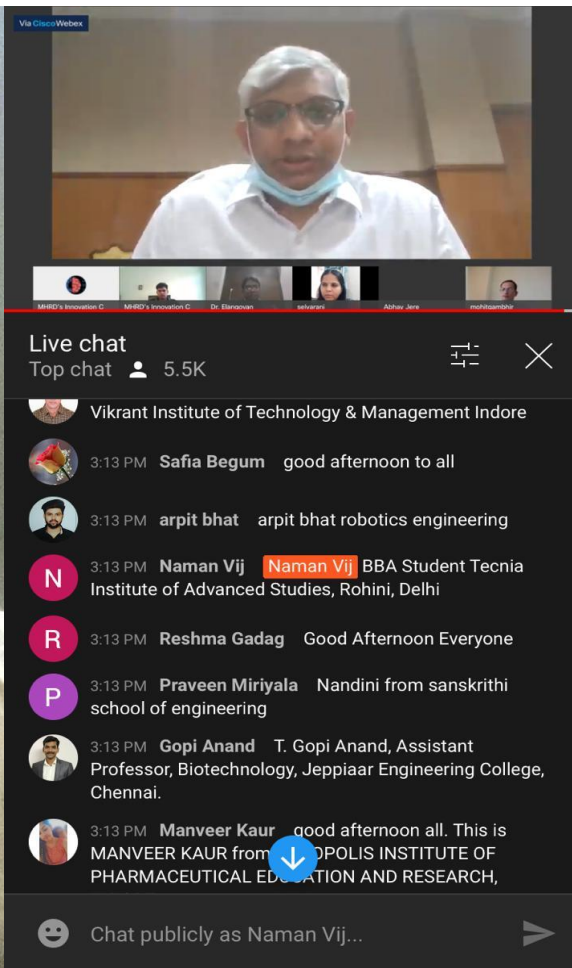 Via Cisco Webex
MHRD's Innovation C MHRD's Innovation C Dr. Elangovan selvarani Abhay Jere mohitgambhir
Live chat
Top chat 5.5K
Vikrant Institute of Technology & Management Indore
3:13 PM Safia Begum good afternoon to all
3:13 PM arpit bhat arpit bhat robotics engineering
N
3:13 PM Naman Vij Naman Vij BBA Student Tecnia
Institute of Advanced Studies, Rohini, Delhi
R
3:13 PM Reshma Gadag Good Afternoon Everyone
P
3:13 PM Praveen Miriyala Nandini from sanskrithi
school of engineering
3:13 PM Gopi Anand T. Gopi Anand, Assistant
Professor, Biotechnology, Jeppiaar Engineering College,
Chennai.
3:13 PM Manveer Kaur good afternoon all. This is
MANVEER KAUR from OPOLIS INSTITUTE OF
PHARMACEUTICAL EDUCATION AND RESEARCH,
Chat publicly as Naman Vij...